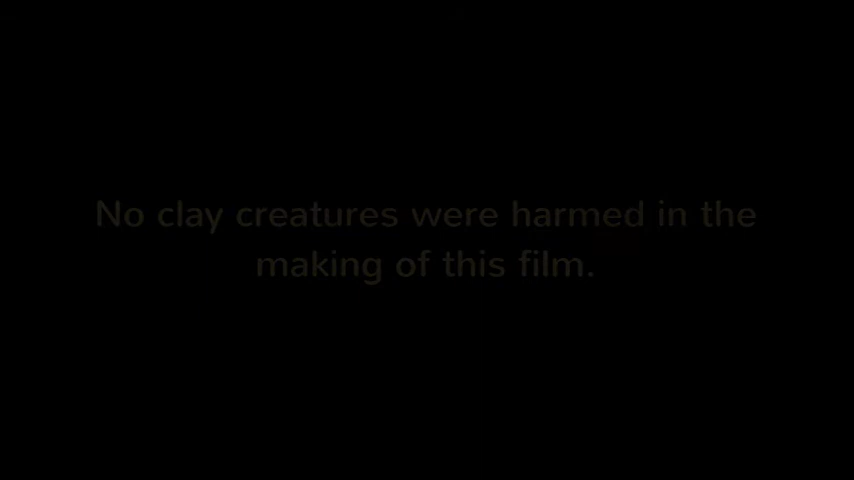 No clay creatures were harmed in the
making of this film.